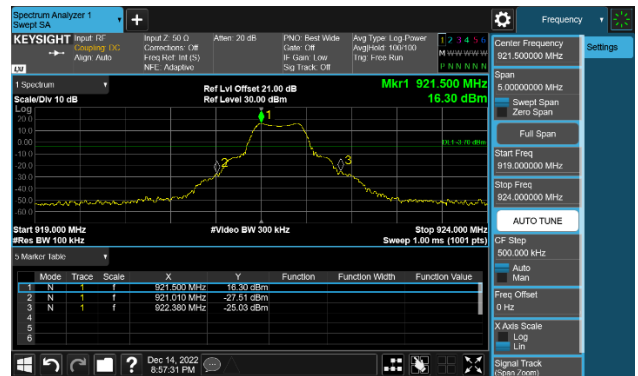 Spectrum Analyzer 1
Swept SA
Frequency
KEYSIGHT
Input: RF
Coupling: DC
Align: Auto
Input Z: 50 Ω
Corrections: Off
Freq Ref: Int (S)
NFE: Adaptive
Atten: 20 dB
PNO: Best Wide
Gate: Off
IF Gain: Low
Sig Track: Off
Avg Type: Log-Power
Avg|Hold: 100/100
Trig: Free Run
1 2 3 4 5 6
M W W W W W
P N N N N N
LXI
Center Frequency
921.500000 MHz
Settings
Span
5.00000000 MHz
Swept Span
Zero Span
Full Span
Start Freq
919.000000 MHz
Stop Freq
924.000000 MHz
AUTO TUNE
CF Step
500.000 kHz
Auto
Man
Freq Offset
0 Hz
X Axis Scale
Log
Lin
Signal Track
(Span Zoom)
1 Spectrum
Scale/Div 10 dB
Ref Lvl Offset 21.00 dB
Ref Level 30.00 dBm
Mkr1 921.500 MHz
16.30 dBm
Log
20.0
10.0
0.00
-10.0
-20.0
-30.0
-40.0
-50.0
-60.0
1
2
3
DL1 -3.70 dBm
Start 919.000 MHz
#Video BW 300 kHz
Stop 924.000 MHz
#Res BW 100 kHz
Sweep 1.00 ms (1001 pts)
5 Marker Table
Mode Trace Scale X Y Function Function Width Function Value
1 N 1 f 921.500 MHz 16.30 dBm
2 N 1 f 921.010 MHz -27.51 dBm
3 N 1 f 922.380 MHz -25.03 dBm
4
5
6
?
Dec 14, 2022
8:57:31 PM